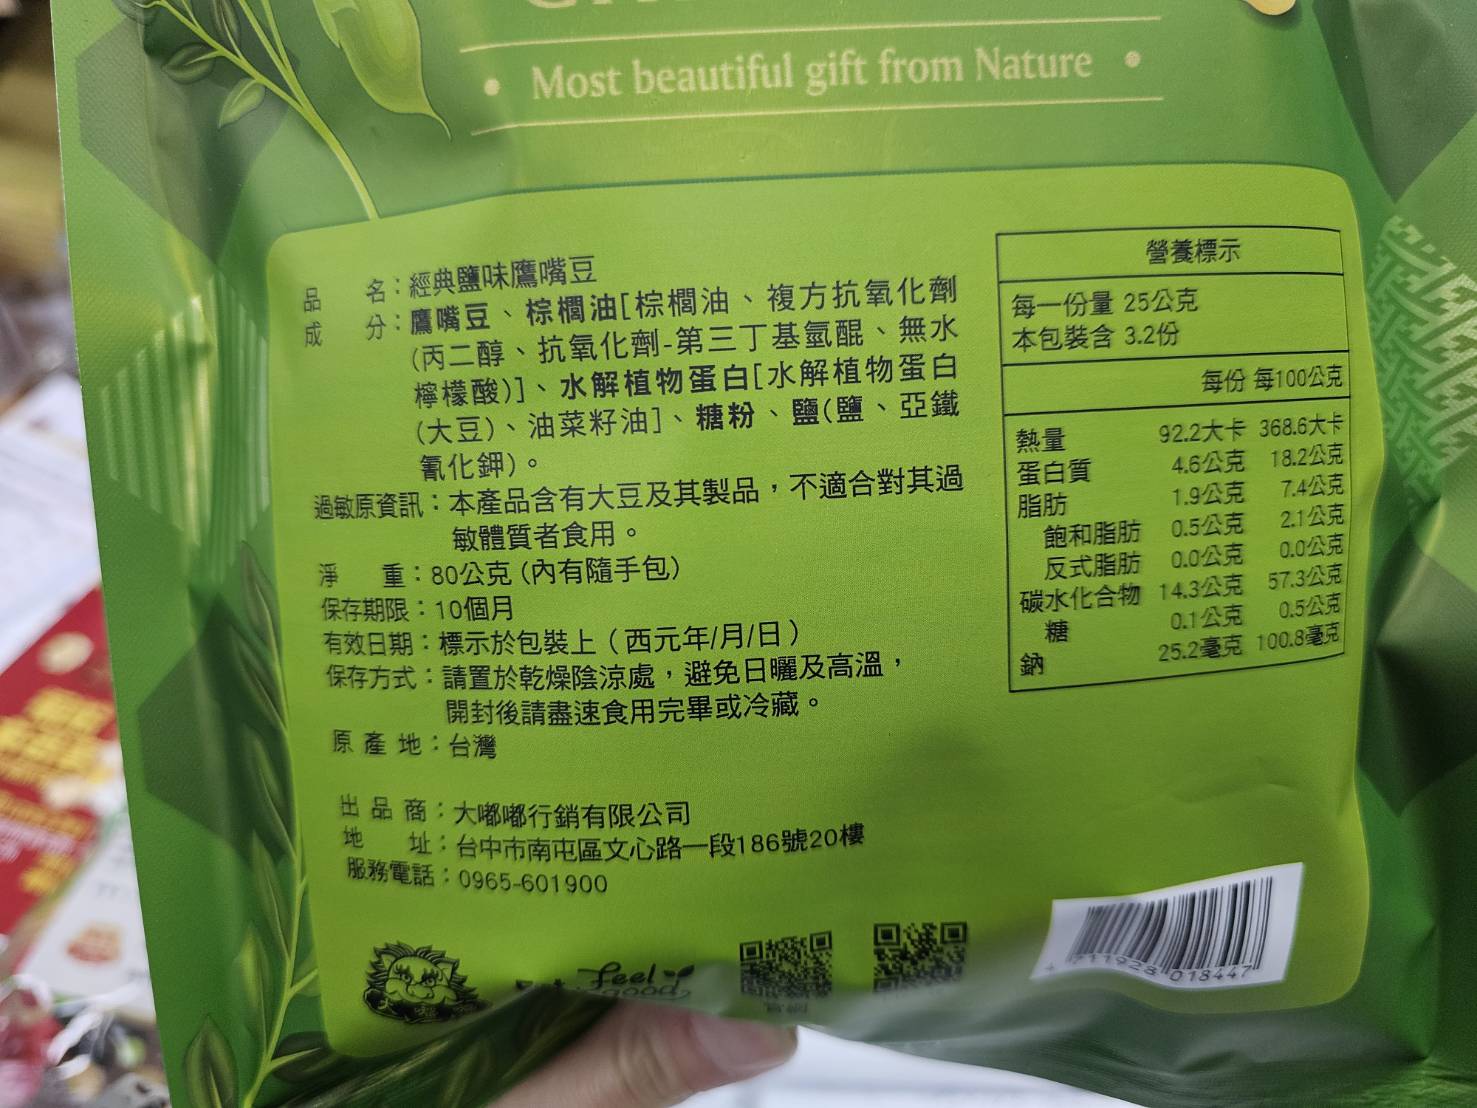 Most beautiful gift from Nature
品名：經典鹽味鷹嘴豆
成分：鷹嘴豆、棕櫚油[棕櫚油、複方抗氧化劑
(丙二醇、抗氧化劑-第三丁基氫醌、無水
檸檬酸)]、水解植物蛋白[水解植物蛋白
(大豆)、油菜籽油]、糖粉、鹽(鹽、亞鐵
氰化鉀)。
過敏原資訊：本產品含有大豆及其製品，不適合對其過
敏體質者食用。
淨重：80公克(內有隨手包)
保存期限：10個月
有效日期：標示於包裝上（西元年/月/日）
保存方式：請置於乾燥陰涼處，避免日曬及高溫，
開封後請盡速食用完畢或冷藏。
原產地：台灣
出品商：大嘟嘟行銷有限公司
地址：台中市南屯區文心路一段186號20樓
服務電話：0965-601900
營養標示
每一份量 25公克
本包裝含 3.2份
每份 每100公克
熱量 92.2大卡 368.6大卡
蛋白質 4.6公克 18.2公克
脂肪 1.9公克 7.4公克
飽和脂肪 0.5公克 2.1公克
反式脂肪 0.0公克 0.0公克
碳水化合物 14.3公克 57.3公克
糖 0.1公克 0.5公克
鈉 25.2毫克 100.8毫克
feel
good
4 711928 018447